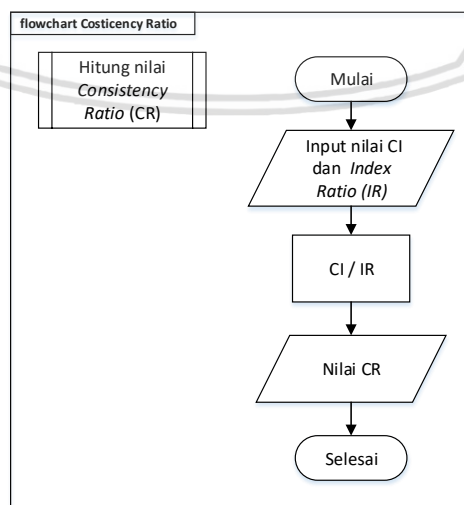 flowchart Costicency Ratio
Hitung nilai
Consistency
Ratio (CR)
Mulai
Input nilai CI
dan Index
Ratio (IR)
CI / IR
Nilai CR
Selesai